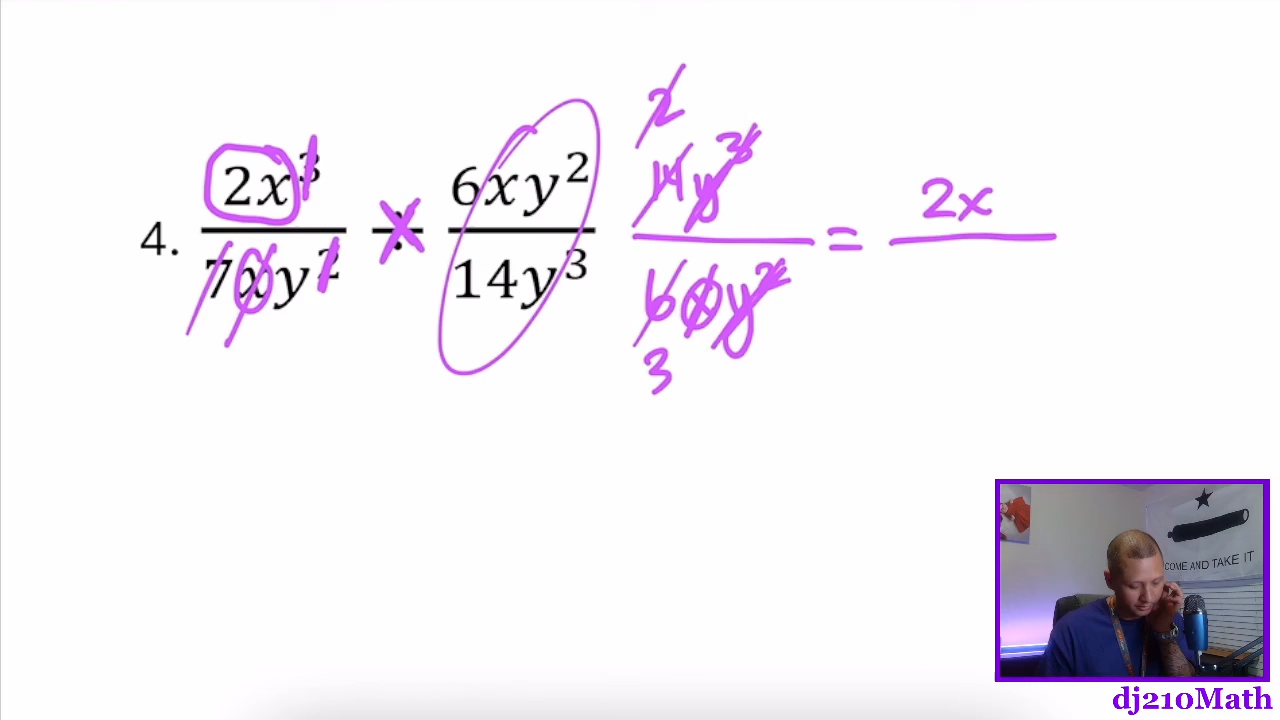 4. 2x³/7xy² ÷ 6xy²/14y³ × 14y³/6xy² = 2x
2
3
COME AND TAKE IT
dj210Math